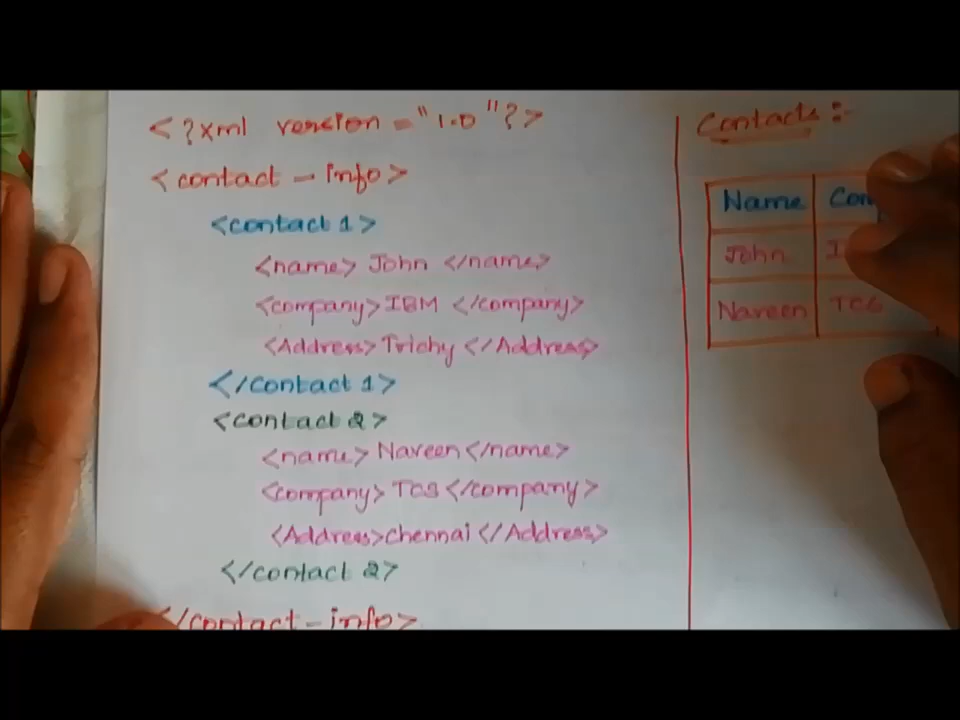 <?xml version = "1.0"?>
<contact - info>
<contact 1>
<name> John </name>
<company> IBM </company>
<Address> Trichy </Address>
</contact 1>
<contact 2>
<name> Naveen </name>
<company> TCS </company>
<Address> chennai </Address>
</contact 2>
</contact - info>
Contacts :-
Name
John
Naveen TCS